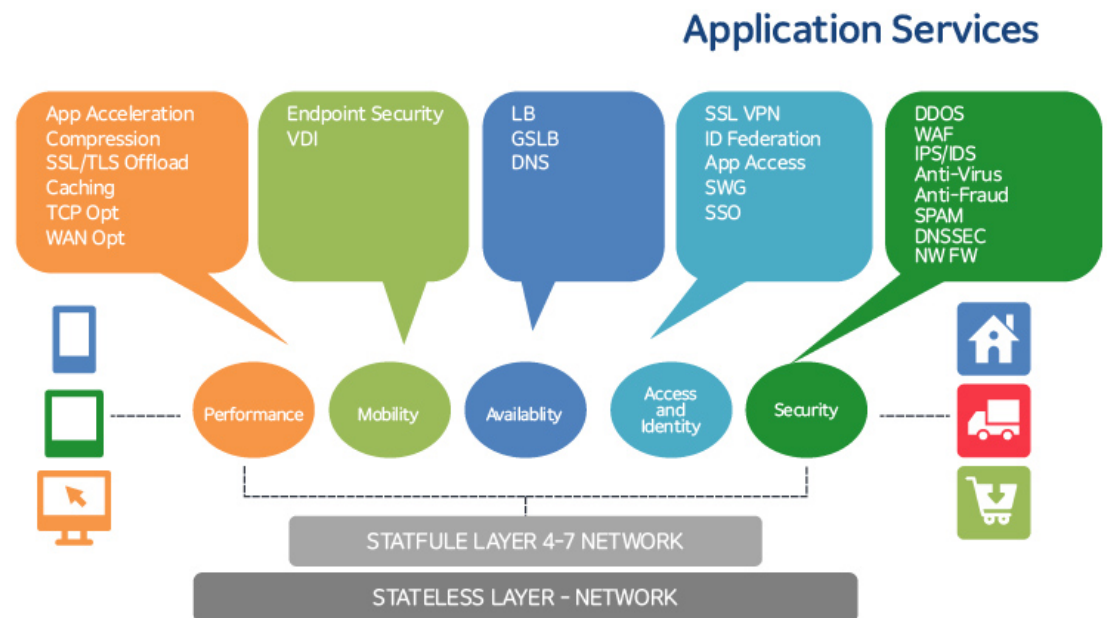 Application Services
App Acceleration
Compression
SSL/TLS Offload
Caching
TCP Opt
WAN Opt
Endpoint Security
VDI
LB
GSLB
DNS
SSL VPN
ID Federation
App Access
SWG
SSO
DDOS
WAF
IPS/IDS
Anti-Virus
Anti-Fraud
SPAM
DNSSEC
NW FW
Performance
Mobility
Availablity
Access
and
Identity
Security
STATFULE LAYER 4-7 NETWORK
STATELESS LAYER - NETWORK